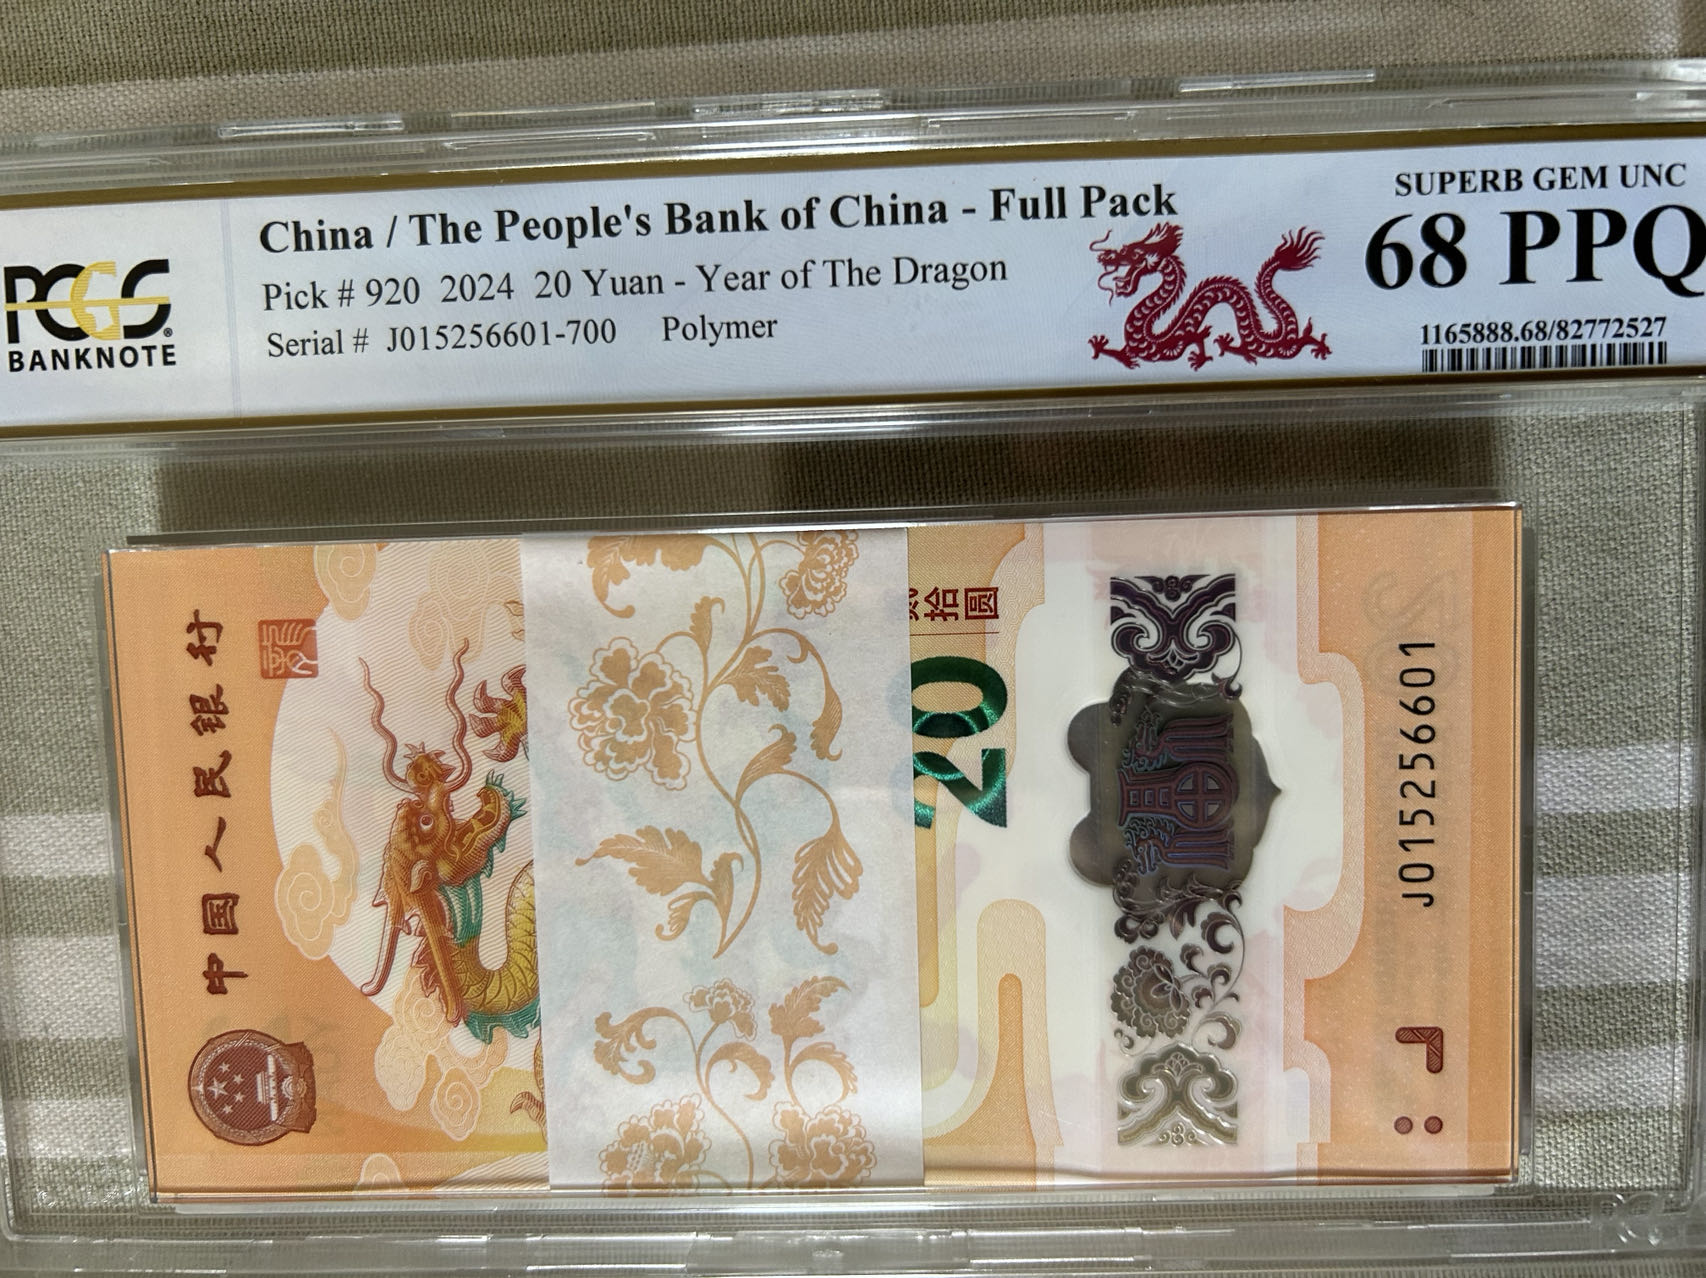 PCGS
BANKNOTE
China / The People's Bank of China - Full Pack
Pick # 920 2024 20 Yuan - Year of The Dragon
Serial # J015256601-700 Polymer
SUPERB GEM UNC
68 PPQ
1165888.68/82772527
中国人民银行
拾圆
20
J015256601